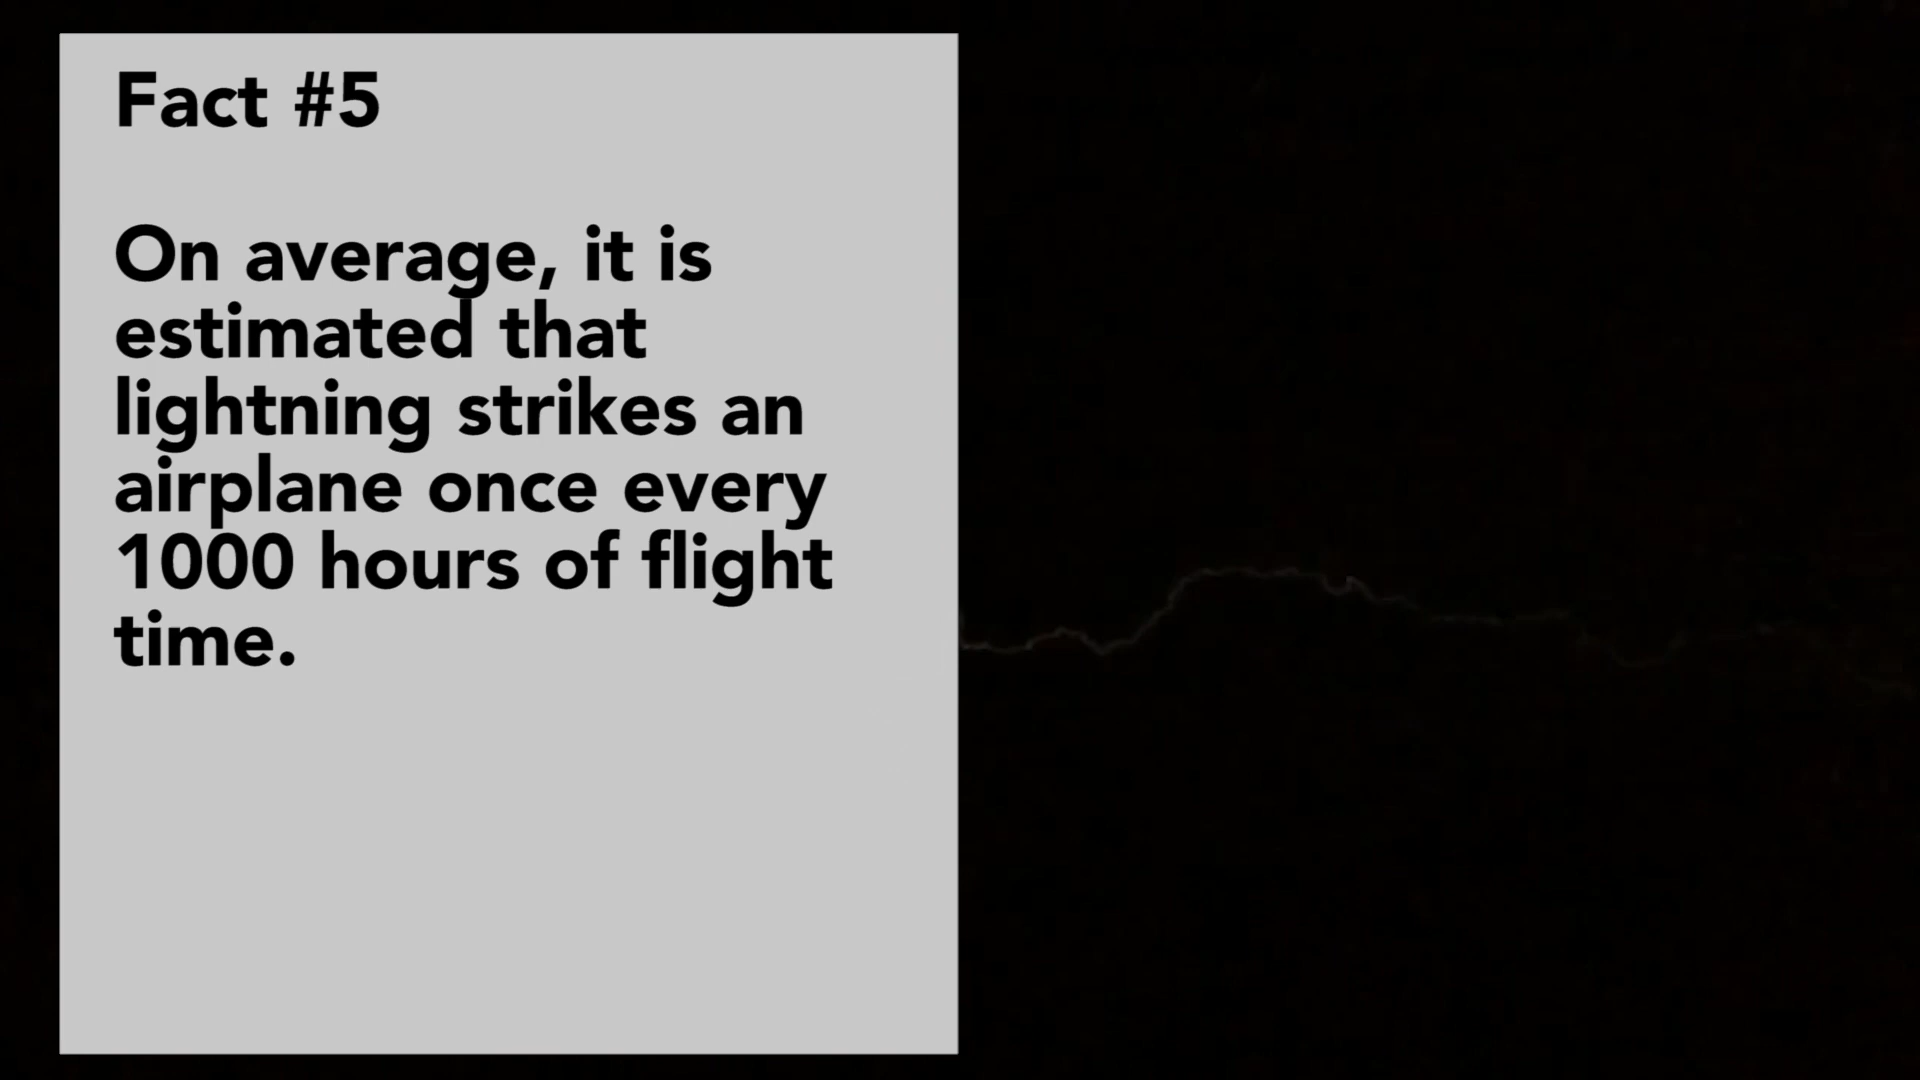 Fact #5
On average, it is
estimated that
lightning strikes an
airplane once every
1000 hours of flight
time.